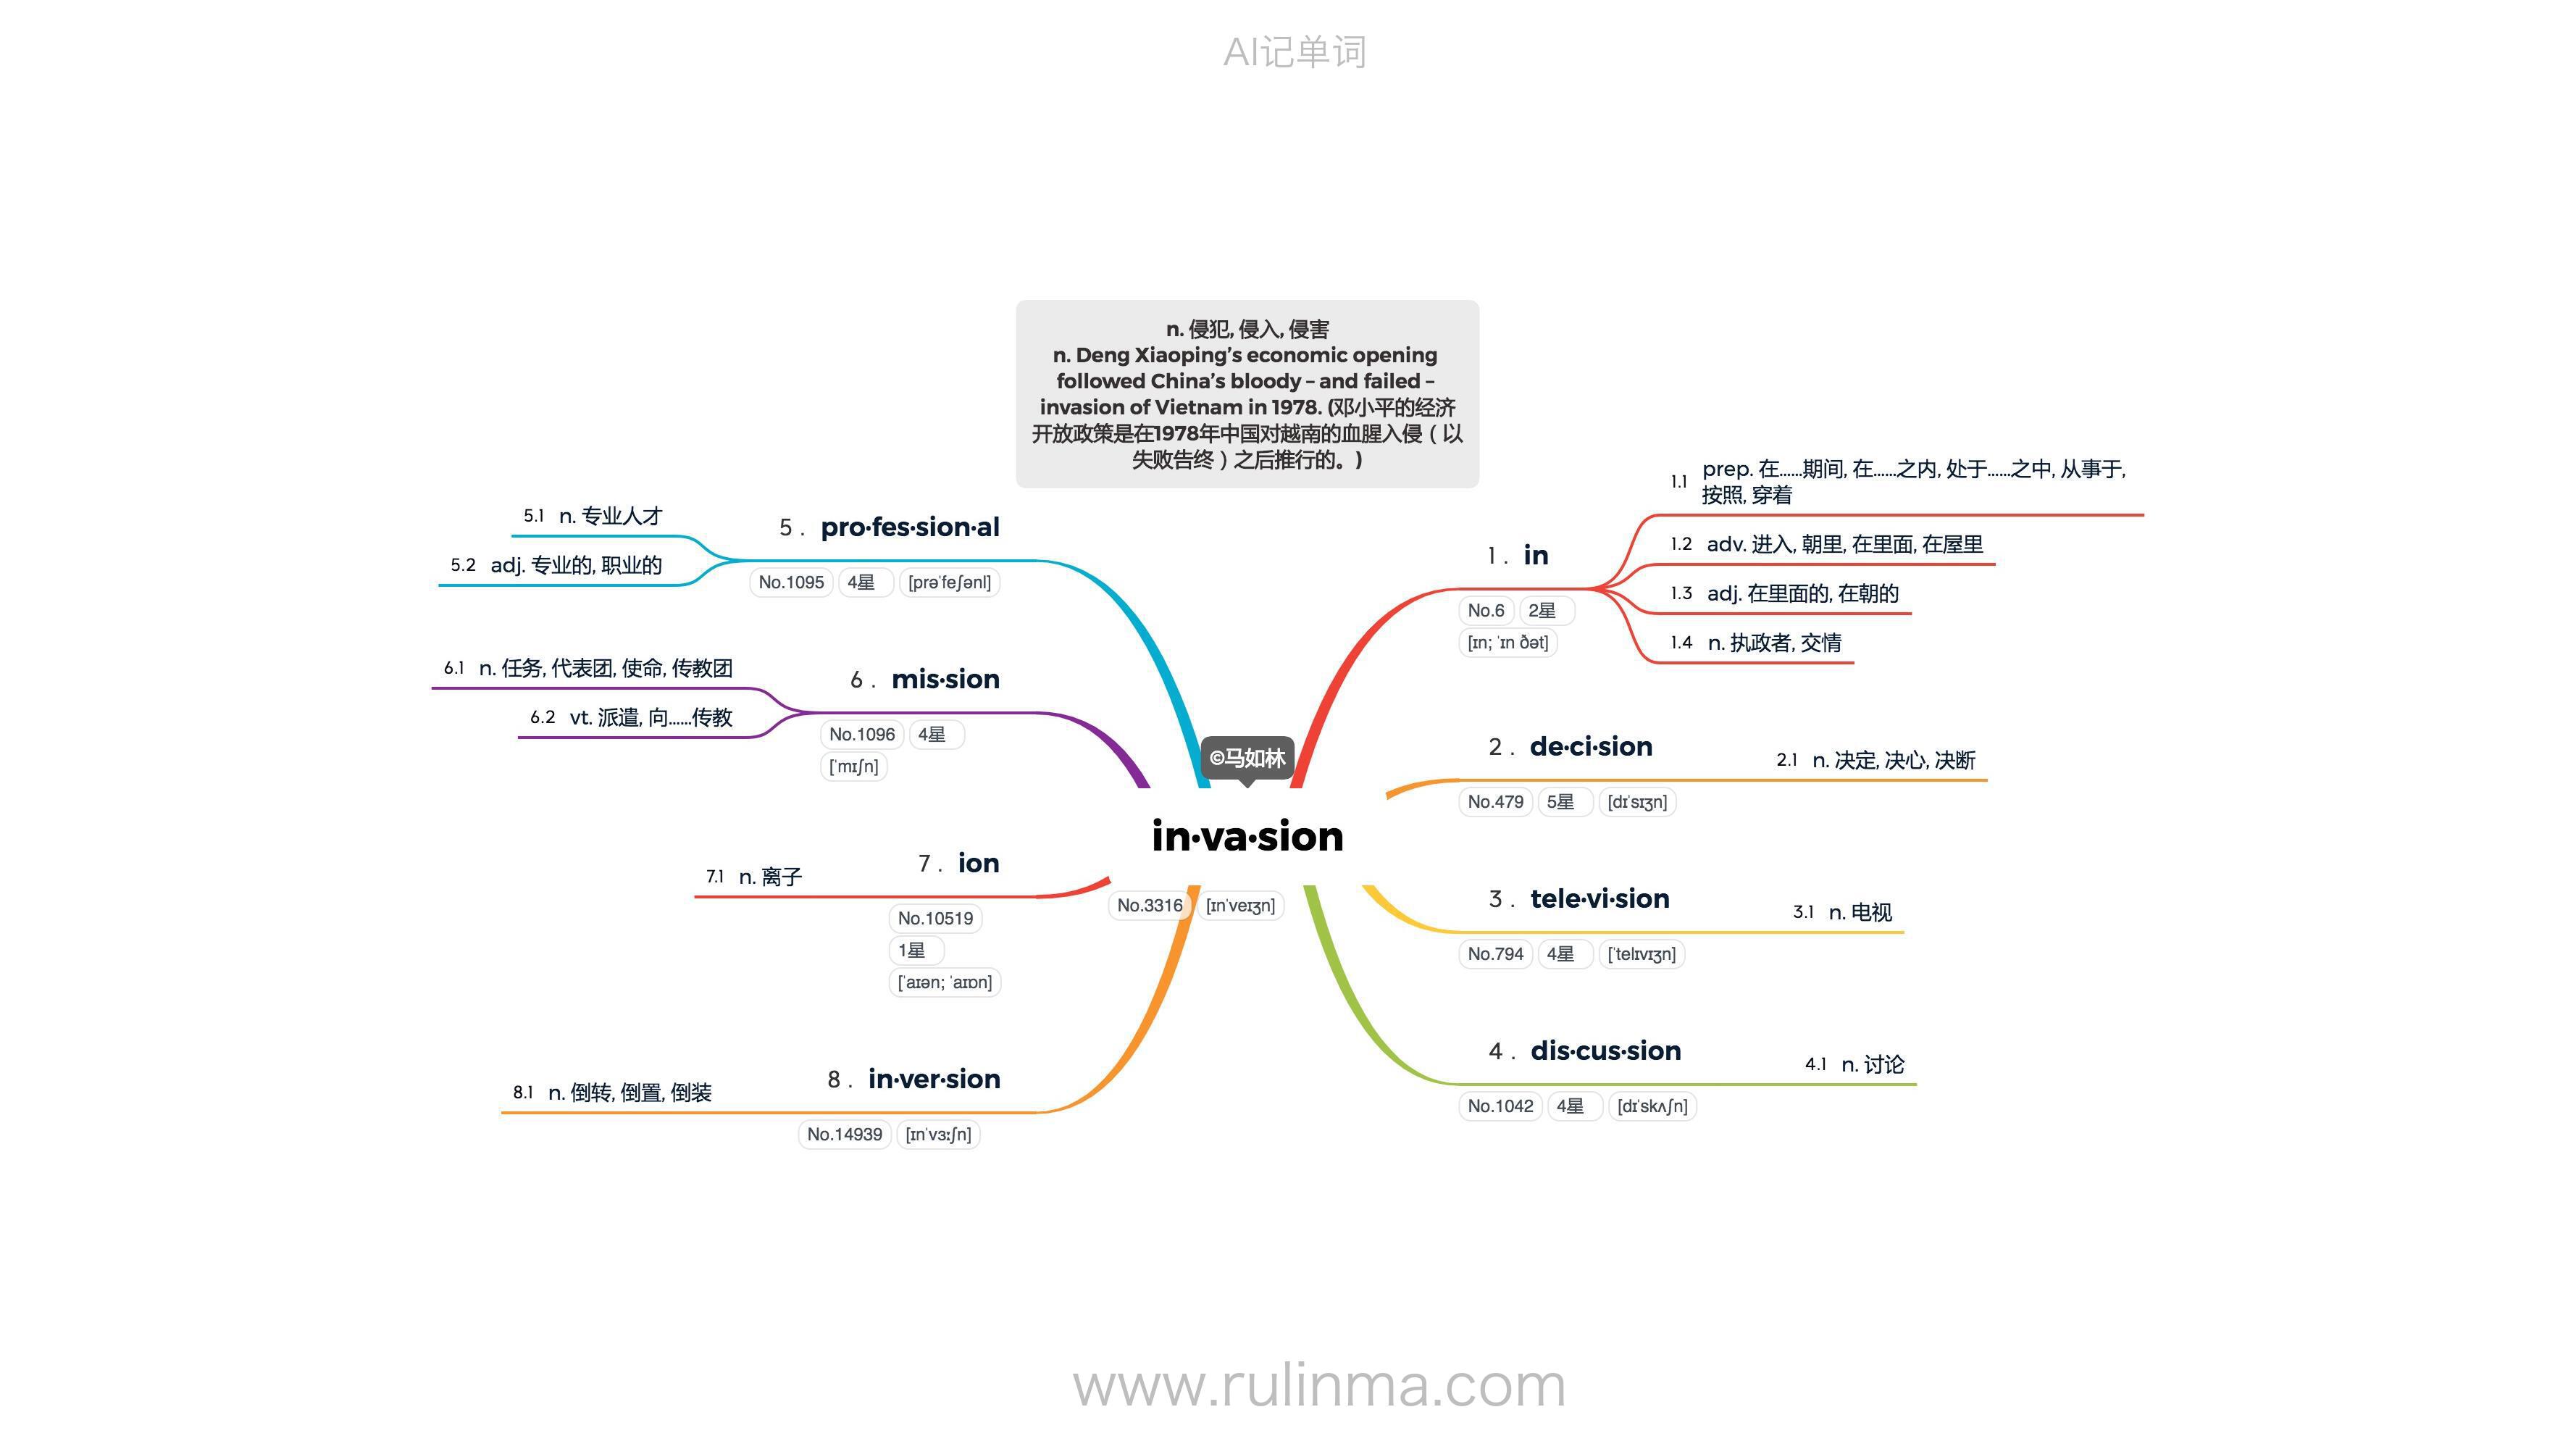 AI记单词
n. 侵犯, 侵入, 侵害
n. Deng Xiaoping’s economic opening
followed China’s bloody – and failed –
invasion of Vietnam in 1978. (邓小平的经济
开放政策是在1978年中国对越南的血腥入侵（以
失败告终）之后推行的。)
©马如林
in·va·sion
No.3316 [ɪnˈveɪʒn]
1 . in
No.6 2星
[ɪn; ˈɪn ðət]
1.1 prep. 在……期间, 在……之内, 处于……之中, 从事于,
按照, 穿着
1.2 adv. 进入, 朝里, 在里面, 在屋里
1.3 adj. 在里面的, 在朝的
1.4 n. 执政者, 交情
2 . de·ci·sion
No.479 5星 [dɪˈsɪʒn]
2.1 n. 决定, 决心, 决断
3 . tele·vi·sion
No.794 4星 [ˈtelɪvɪʒn]
3.1 n. 电视
4 . dis·cus·sion
No.1042 4星 [dɪˈskʌʃn]
4.1 n. 讨论
5 . pro·fes·sion·al
No.1095 4星 [prəˈfeʃənl]
5.1 n. 专业人才
5.2 adj. 专业的, 职业的
6 . mis·sion
No.1096 4星
[ˈmɪʃn]
6.1 n. 任务, 代表团, 使命, 传教团
6.2 vt. 派遣, 向……传教
7 . ion
No.10519
1星
[ˈaɪən; ˈaɪɒn]
7.1 n. 离子
8 . in·ver·sion
No.14939 [ɪnˈvɜːʃn]
8.1 n. 倒转, 倒置, 倒装
www.rulinma.com